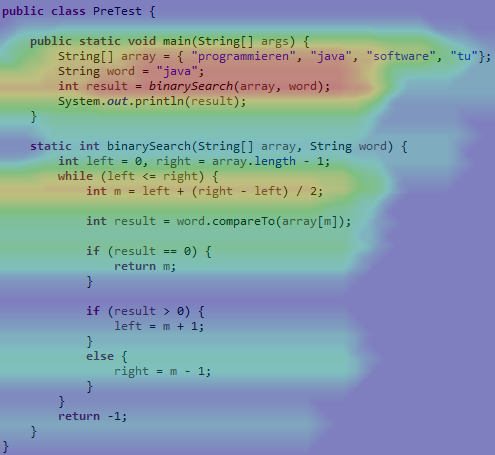 public class PreTest {
public static void main(String[] args) {
String[] array = { "programmieren", "java", "software", "tu"};
String word = "java";
int result = binarySearch(array, word);
System.out.println(result);
}
static int binarySearch(String[] array, String word) {
int left = 0, right = array.length - 1;
while (left <= right) {
int m = left + (right - left) / 2;
int result = word.compareTo(array[m]);
if (result == 0) {
return m;
}
if (result > 0) {
left = m + 1;
}
else {
right = m - 1;
}
}
return -1;
}
}